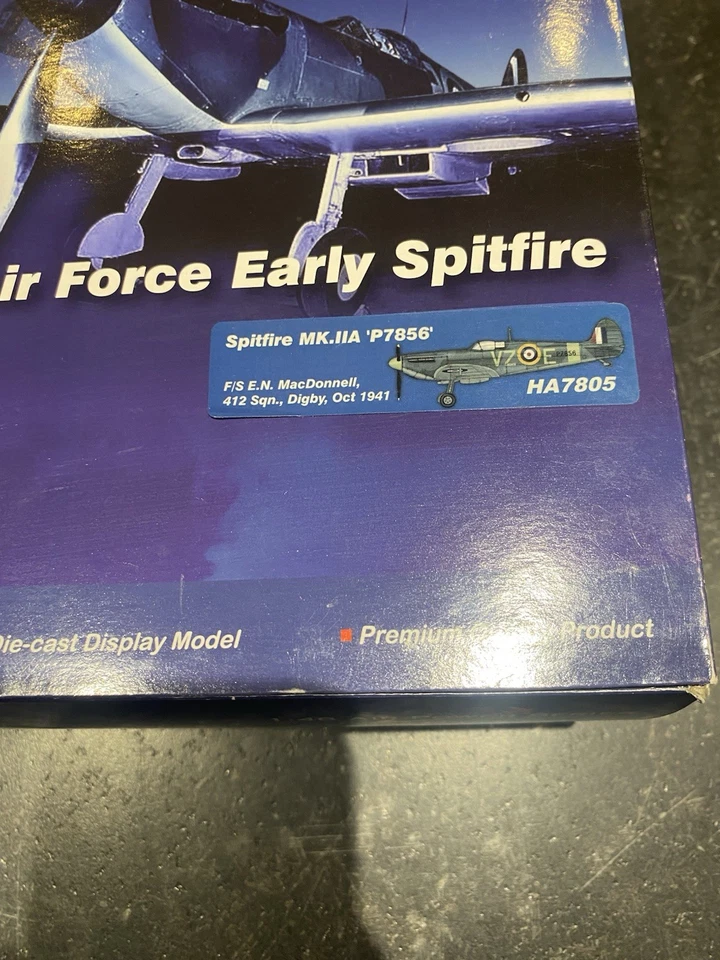 ir Force Early Spitfire
Spitfire MK.IIA 'P7856'
VZ E
F/S E.N. MacDonnell,
412 Sqn., Digby, Oct 1941
HA7805
Die-cast Display Model
Premium Product